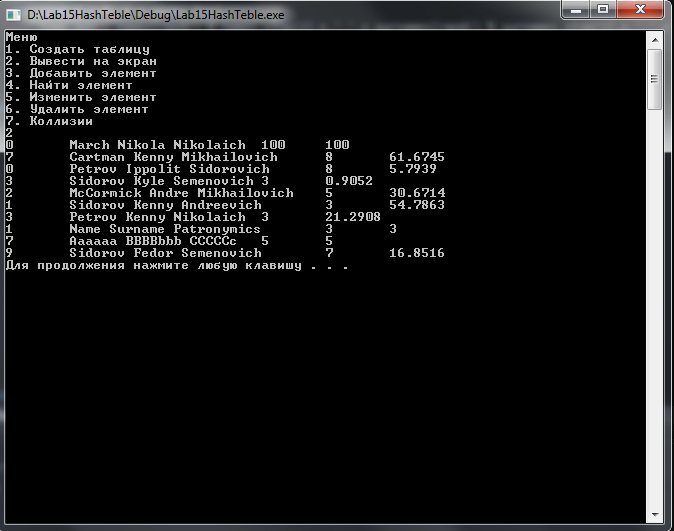 D:\Lab15HashTeble\Debug\Lab15HashTeble.exe
Меню
1. Создать таблицу
2. Вывести на экран
3. Добавить элемент
4. Найти элемент
5. Изменить элемент
6. Удалить элемент
7. Коллизии
2
0 March Nikola Nikolaich 100 100
7 Cartman Kenny Mikhailovich 8 61.6745
0 Petrov Ippolit Sidorovich 8 5.7939
3 Sidorov Kyle Semenovich 3 0.9052
2 McCormick Andre Mikhailovich 5 30.6714
1 Sidorov Kenny Andreevich 3 54.7863
3 Petrov Kenny Nikolaich 3 21.2908
1 Name Surname Patronymics 3 3
7 Aaaaaa BBBBbbb CCCCCc 5 5
9 Sidorov Fedor Semenovich 7 16.8516
Для продолжения нажмите любую клавишу . . .